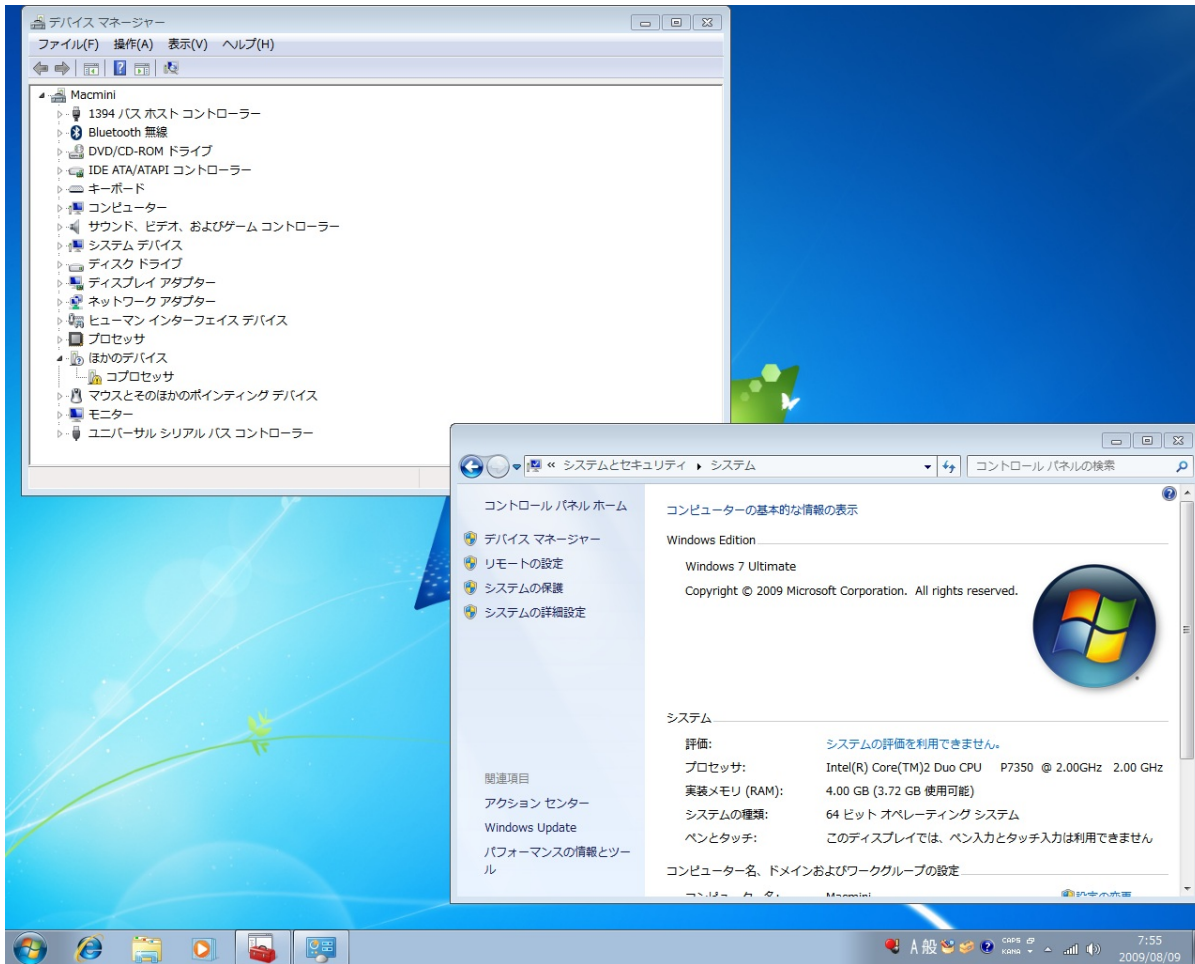 デバイス マネージャー
ファイル(F) 操作(A) 表示(V) ヘルプ(H)
Macmini
1394 バス ホスト コントローラー
Bluetooth 無線
DVD/CD-ROM ドライブ
IDE ATA/ATAPI コントローラー
キーボード
コンピューター
サウンド、ビデオ、およびゲーム コントローラー
システム デバイス
ディスク ドライブ
ディスプレイ アダプター
ネットワーク アダプター
ヒューマン インターフェイス デバイス
プロセッサ
ほかのデバイス
コプロセッサ
マウスとそのほかのポインティング デバイス
モニター
ユニバーサル シリアル バス コントローラー
« システムとセキュリティ システム
コントロール パネルの検索
コントロール パネル ホーム
デバイス マネージャー
リモートの設定
システムの保護
システムの詳細設定
関連項目
アクション センター
Windows Update
パフォーマンスの情報とツー
ル
コンピューターの基本的な情報の表示
Windows Edition
Windows 7 Ultimate
Copyright © 2009 Microsoft Corporation. All rights reserved.
システム
評価: システムの評価を利用できません。
プロセッサ: Intel(R) Core(TM)2 Duo CPU P7350 @ 2.00GHz 2.00 GHz
実装メモリ (RAM): 4.00 GB (3.72 GB 使用可能)
システムの種類: 64 ビット オペレーティング システム
ペンとタッチ: このディスプレイでは、ペン入力とタッチ入力は利用できません
コンピューター名、ドメインおよびワークグループの設定
コンピューター名: Macmini 設定の変更
A 般 CAPS KANA
7:55
2009/08/09